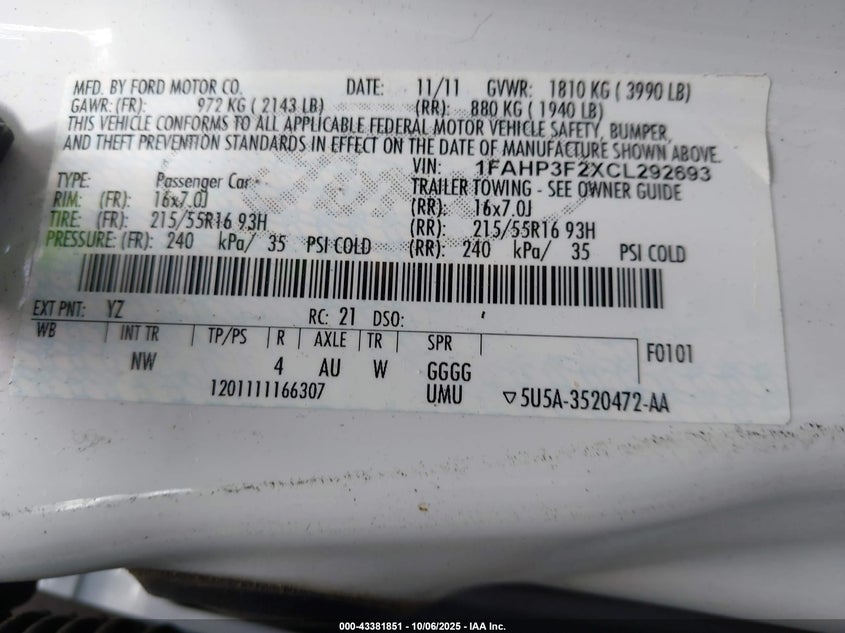 MFD. BY FORD MOTOR CO. DATE: 11/11 GVWR: 1810 KG ( 3990 LB)
GAWR: (FR): 972 KG ( 2143 LB) (RR): 880 KG ( 1940 LB)
THIS VEHICLE CONFORMS TO ALL APPLICABLE FEDERAL MOTOR VEHICLE SAFETY, BUMPER,
AND THEFT PREVENTION STANDARDS IN EFFECT ON THE DATE OF MANUFACTURE SHOWN ABOVE.
VIN: 1FAHP3F2XCL292693
TYPE: Passenger Car TRAILER TOWING - SEE OWNER GUIDE
RIM: (FR): 16x7.0J (RR): 16x7.0J
TIRE: (FR): 215/55R16 93H (RR): 215/55R16 93H
PRESSURE: (FR): 240 kPa/ 35 PSI COLD (RR): 240 kPa/ 35 PSI COLD
EXT PNT: YZ RC: 21 DSO:
WB INT TR TP/PS R AXLE TR SPR F0101
NW 4 AU W GGGG
1201111166307 UMU ▽5U5A-3520472-AA
000-43381851 - 10/06/2025 - IAA Inc.